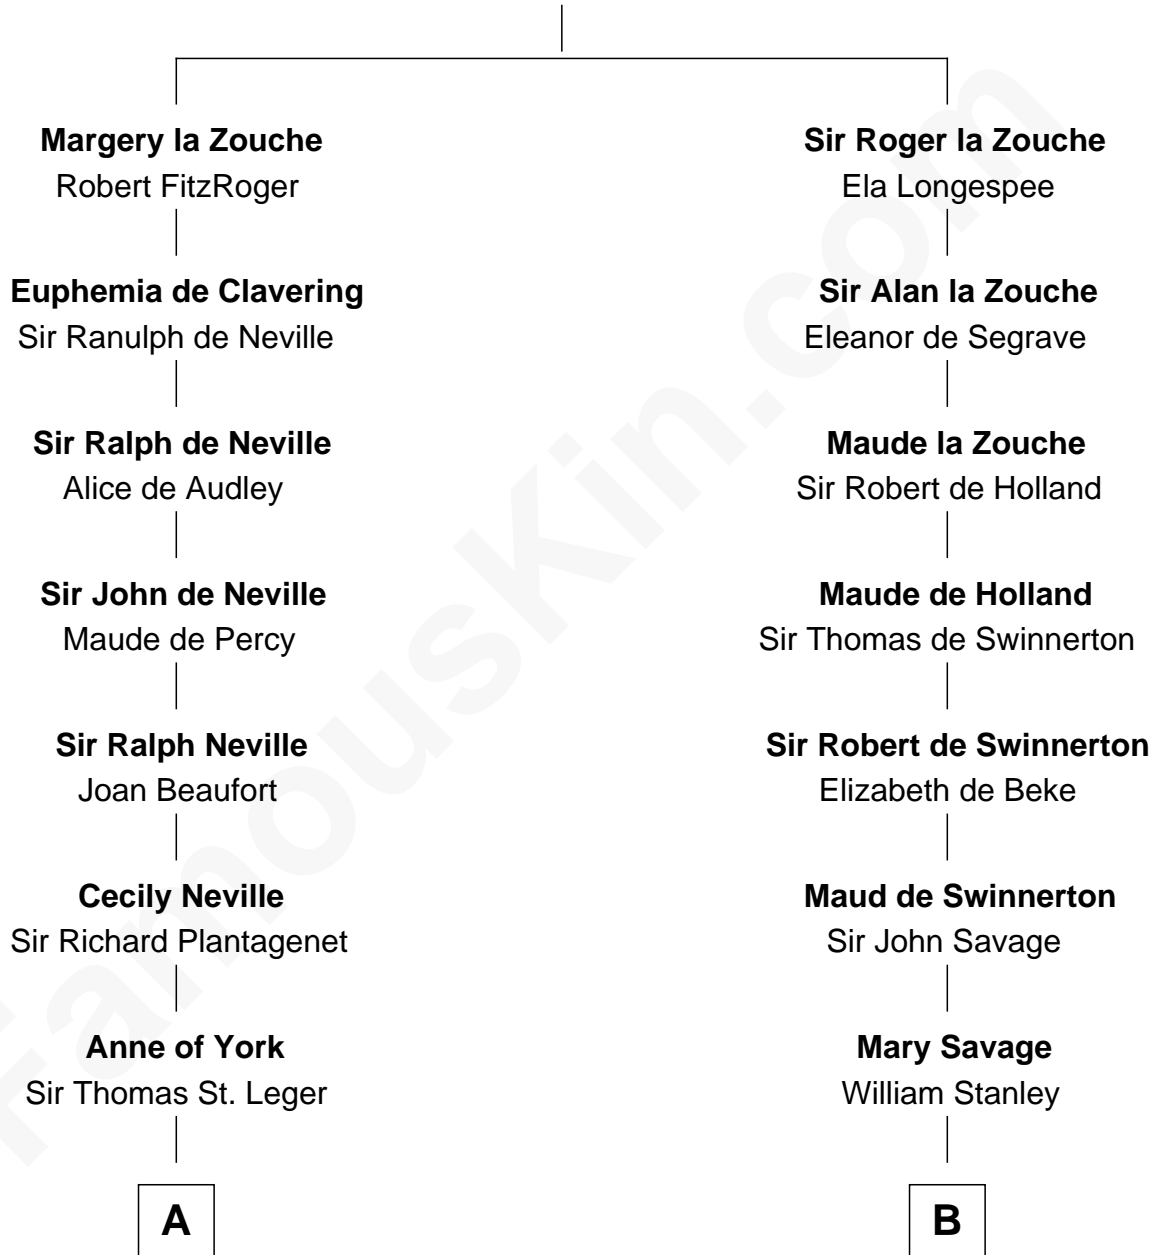 Margery la Zouche
Robert FitzRoger
Sir Roger la Zouche
Ela Longespee
Euphemia de Clavering
Sir Ranulph de Neville
Sir Alan la Zouche
Eleanor de Segrave
Sir Ralph de Neville
Alice de Audley
Maude la Zouche
Sir Robert de Holland
Sir John de Neville
Maude de Percy
Maude de Holland
Sir Thomas de Swinnerton
Sir Ralph Neville
Joan Beaufort
Sir Robert de Swinnerton
Elizabeth de Beke
Cecily Neville
Sir Richard Plantagenet
Maud de Swinnerton
Sir John Savage
Anne of York
Sir Thomas St. Leger
Mary Savage
William Stanley
A
B
FamousKin.com